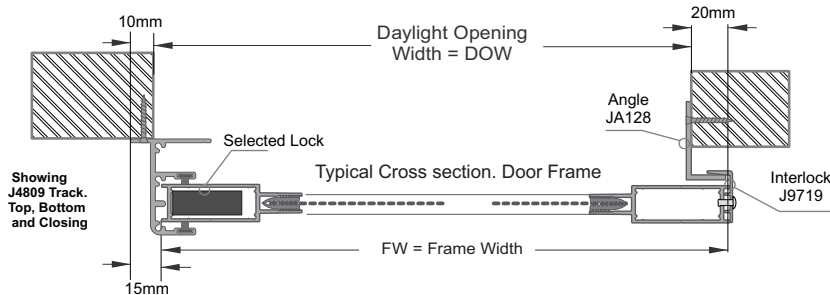 10mm
20mm
Daylight Opening
Width = DOW
Angle
JA128
Selected Lock
Typical Cross section. Door Frame
Showing
J4809 Track.
Top, Bottom
and Closing
Interlock
J9719
FW = Frame Width
15mm